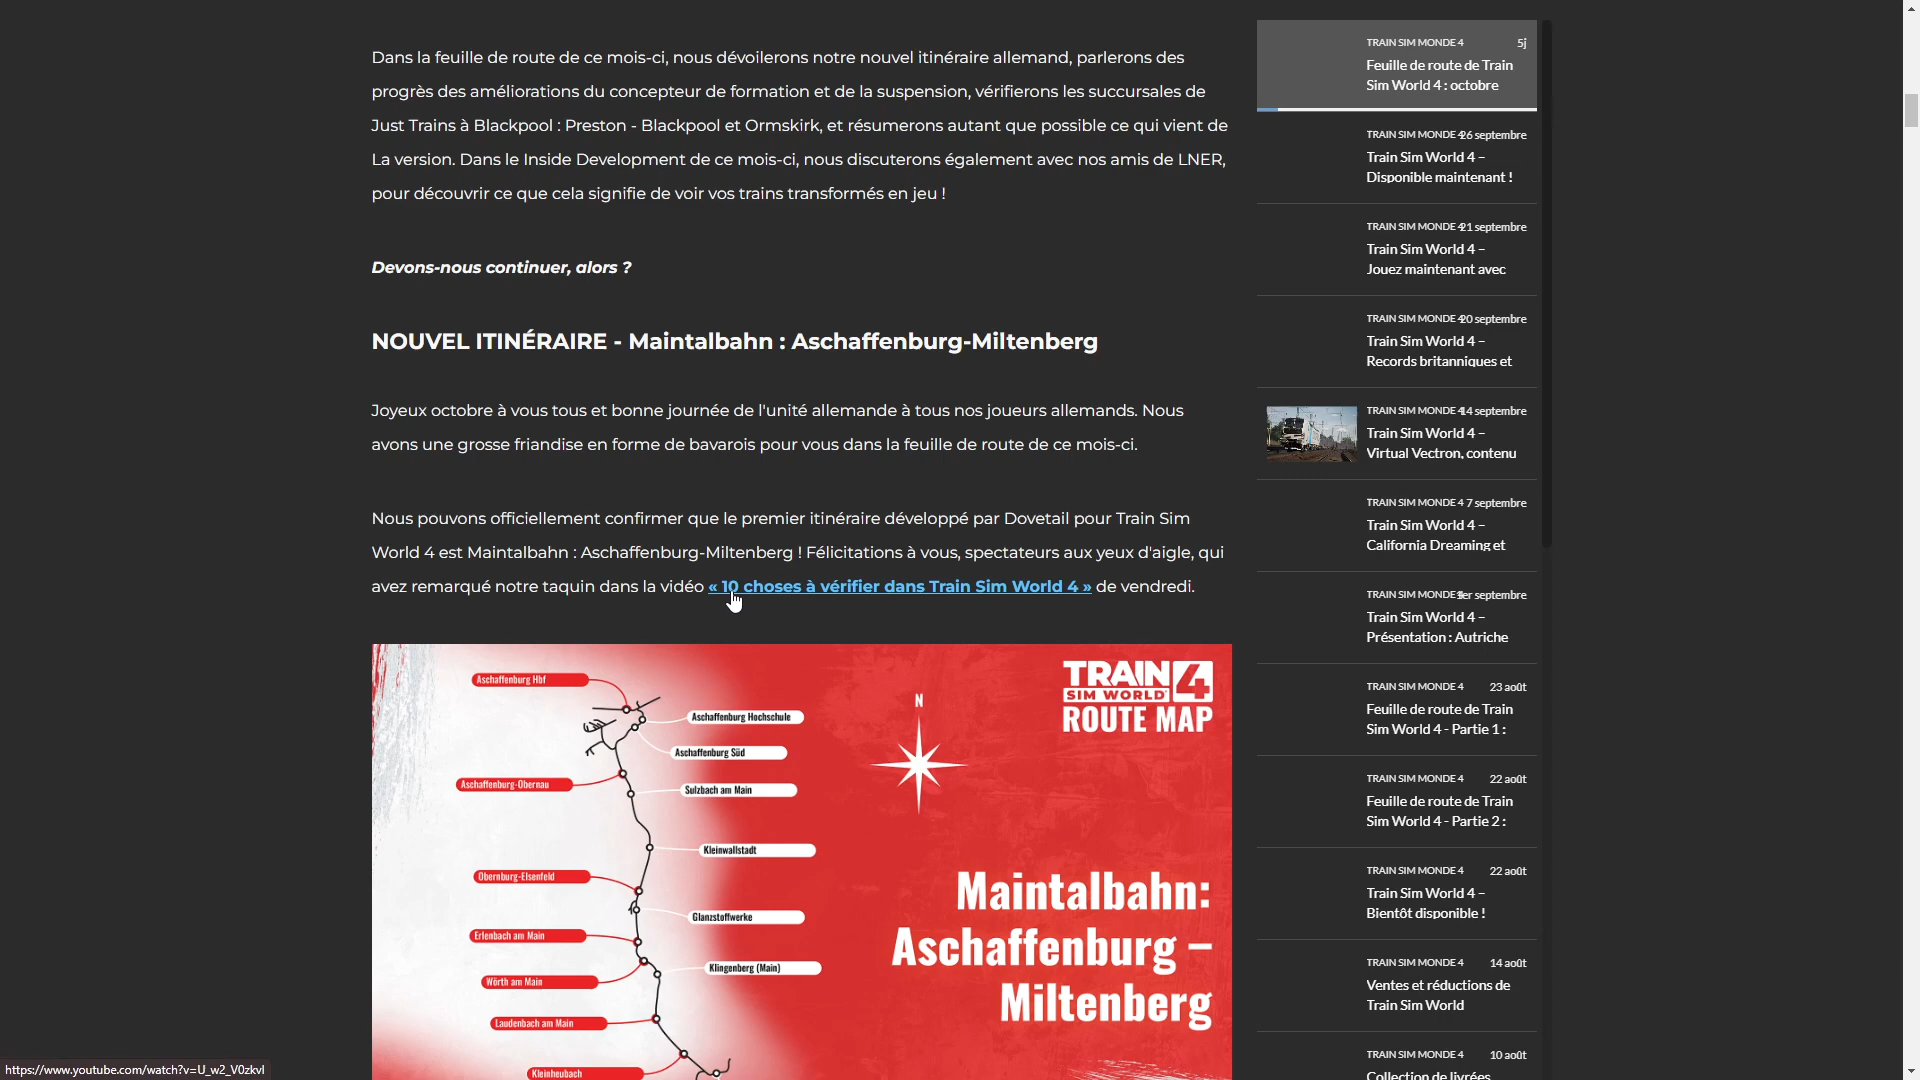 Dans la feuille de route de ce mois-ci, nous dévoilerons notre nouvel itinéraire allemand, parlerons des
progrès des améliorations du concepteur de formation et de la suspension, vérifierons les succursales de
Just Trains à Blackpool : Preston - Blackpool et Ormskirk, et résumerons autant que possible ce qui vient de
La version. Dans le Inside Development de ce mois-ci, nous discuterons également avec nos amis de LNER,
pour découvrir ce que cela signifie de voir vos trains transformés en jeu !
Devons-nous continuer, alors ?
NOUVEL ITINÉRAIRE - Maintalbahn : Aschaffenburg-Miltenberg
Joyeux octobre à vous tous et bonne journée de l'unité allemande à tous nos joueurs allemands. Nous
avons une grosse friandise en forme de bavarois pour vous dans la feuille de route de ce mois-ci.
Nous pouvons officiellement confirmer que le premier itinéraire développé par Dovetail pour Train Sim
World 4 est Maintalbahn : Aschaffenburg-Miltenberg ! Félicitations à vous, spectateurs aux yeux d'aigle, qui
avez remarqué notre taquin dans la vidéo « 10 choses à vérifier dans Train Sim World 4 » de vendredi.
Aschaffenburg Hbf
Aschaffenburg Hochschule
Aschaffenburg Süd
Aschaffenburg-Obernau
Sulzbach am Main
Kleinwallstadt
Obernburg-Elsenfeld
Glanzstoffwerke
Erlenbach am Main
Klingenberg (Main)
Wörth am Main
Laudenbach am Main
Kleinheubach
N
TRAIN 4
SIM WORLD
ROUTE MAP
Maintalbahn:
Aschaffenburg –
Miltenberg
TRAIN SIM MONDE 4 5j
Feuille de route de Train
Sim World 4 : octobre
TRAIN SIM MONDE 4 26 septembre
Train Sim World 4 –
Disponible maintenant !
TRAIN SIM MONDE 4 21 septembre
Train Sim World 4 –
Jouez maintenant avec
TRAIN SIM MONDE 4 20 septembre
Train Sim World 4 –
Records britanniques et
TRAIN SIM MONDE 4 14 septembre
Train Sim World 4 –
Virtual Vectron, contenu
TRAIN SIM MONDE 4 7 septembre
Train Sim World 4 –
California Dreaming et
TRAIN SIM MONDE 4 1er septembre
Train Sim World 4 –
Présentation : Autriche
TRAIN SIM MONDE 4 23 août
Feuille de route de Train
Sim World 4 - Partie 1 :
TRAIN SIM MONDE 4 22 août
Feuille de route de Train
Sim World 4 - Partie 2 :
TRAIN SIM MONDE 4 22 août
Train Sim World 4 –
Bientôt disponible !
TRAIN SIM MONDE 4 14 août
Ventes et réductions de
Train Sim World
TRAIN SIM MONDE 4 10 août
Collection de livrées
https://www.youtube.com/watch?v=U_w2_V0zkvI